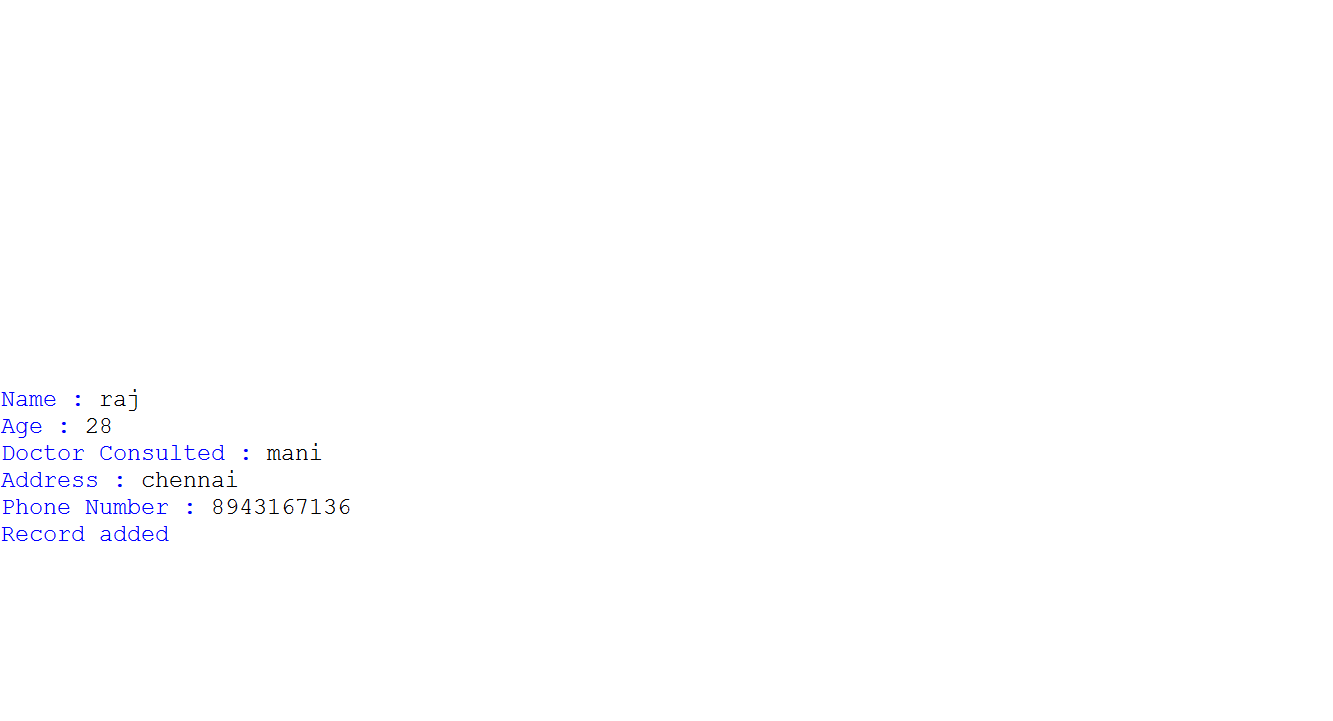 Name : raj
Age : 28
Doctor Consulted : mani
Address : chennai
Phone Number : 8943167136
Record added